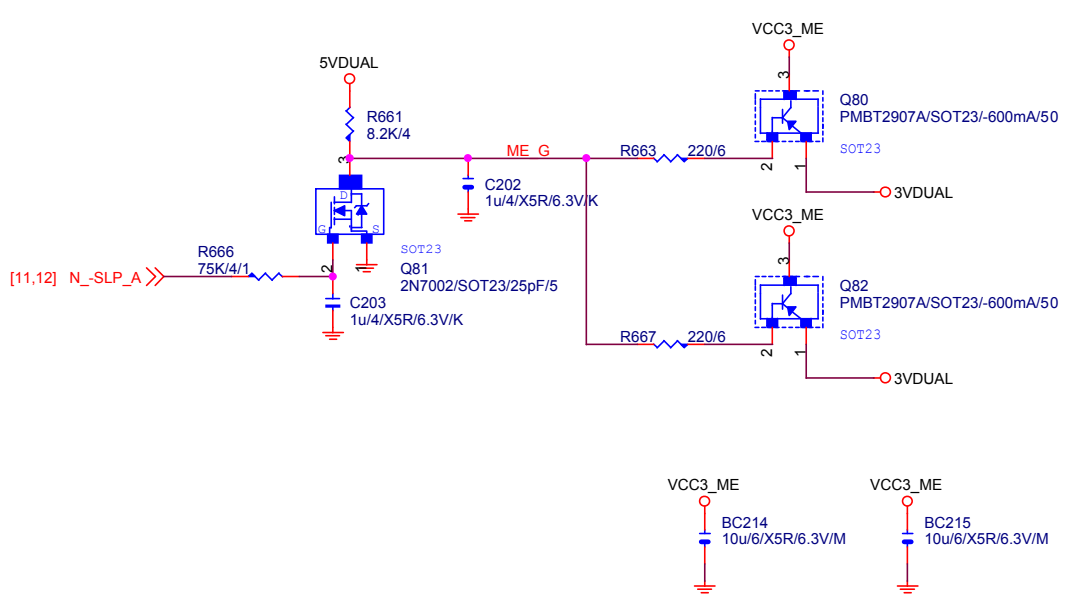 VCC3_ME
3
Q80
PMBT2907A/SOT23/-600mA/50
SOT23
2
1
3VDUAL
5VDUAL
R661
8.2K/4
3
ME_G
R663
220/6
C202
1u/4/X5R/6.3V/K
D
G
S
SOT23
Q81
2N7002/SOT23/25pF/5
2
1
R666
75K/4/1
[11,12] N_-SLP_A
C203
1u/4/X5R/6.3V/K
VCC3_ME
3
Q82
PMBT2907A/SOT23/-600mA/50
SOT23
R667
220/6
2
1
3VDUAL
VCC3_ME
BC214
10u/6/X5R/6.3V/M
VCC3_ME
BC215
10u/6/X5R/6.3V/M